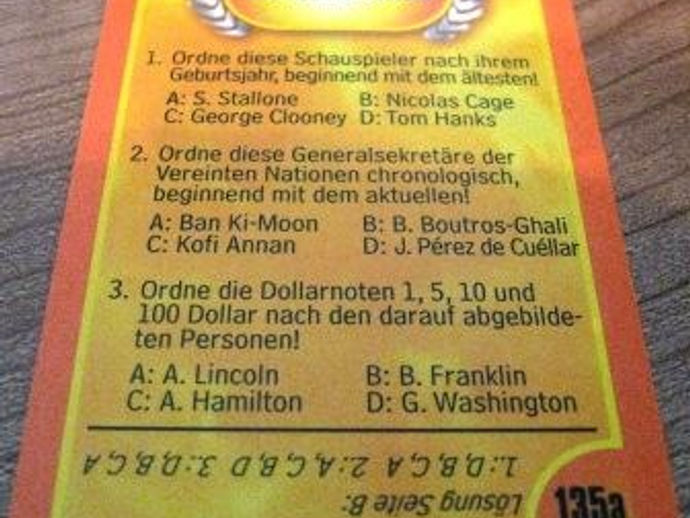 1. Ordne diese Schauspieler nach ihrem
Geburtsjahr, beginnend mit dem ältesten!
A: S. Stallone B: Nicolas Cage
C: George Clooney D: Tom Hanks
2. Ordne diese Generalsekretäre der
Vereinten Nationen chronologisch,
beginnend mit dem aktuellen!
A: Ban Ki-Moon B: B. Boutros-Ghali
C: Kofi Annan D: J. Pérez de Cuéllar
3. Ordne die Dollarnoten 1, 5, 10 und
100 Dollar nach den darauf abgebilde-
ten Personen!
A: A. Lincoln B: B. Franklin
C: A. Hamilton D: G. Washington
Lösung Seite B:
1.: D,B,C,A 2: A,C,B,D 3.: D,B,C,A
135a